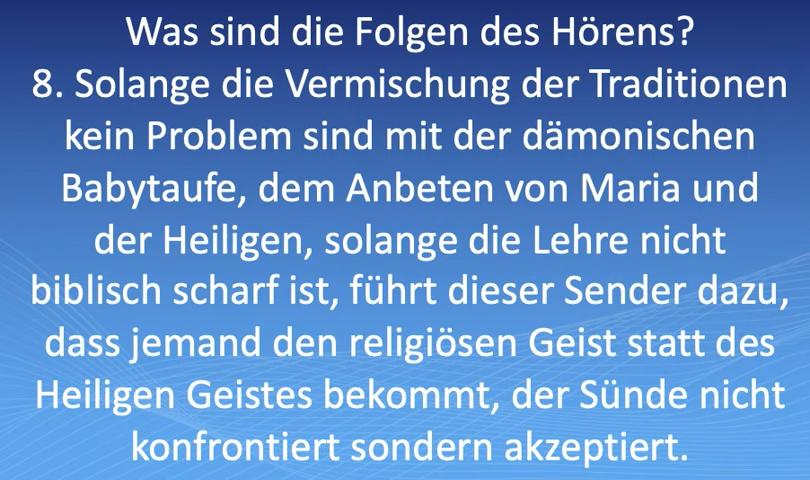 Was sind die Folgen des Hörens?
8. Solange die Vermischung der Traditionen
kein Problem sind mit der dämonischen
Babytaufe, dem Anbeten von Maria und
der Heiligen, solange die Lehre nicht
biblisch scharf ist, führt dieser Sender dazu,
dass jemand den religiösen Geist statt des
Heiligen Geistes bekommt, der Sünde nicht
konfrontiert sondern akzeptiert.